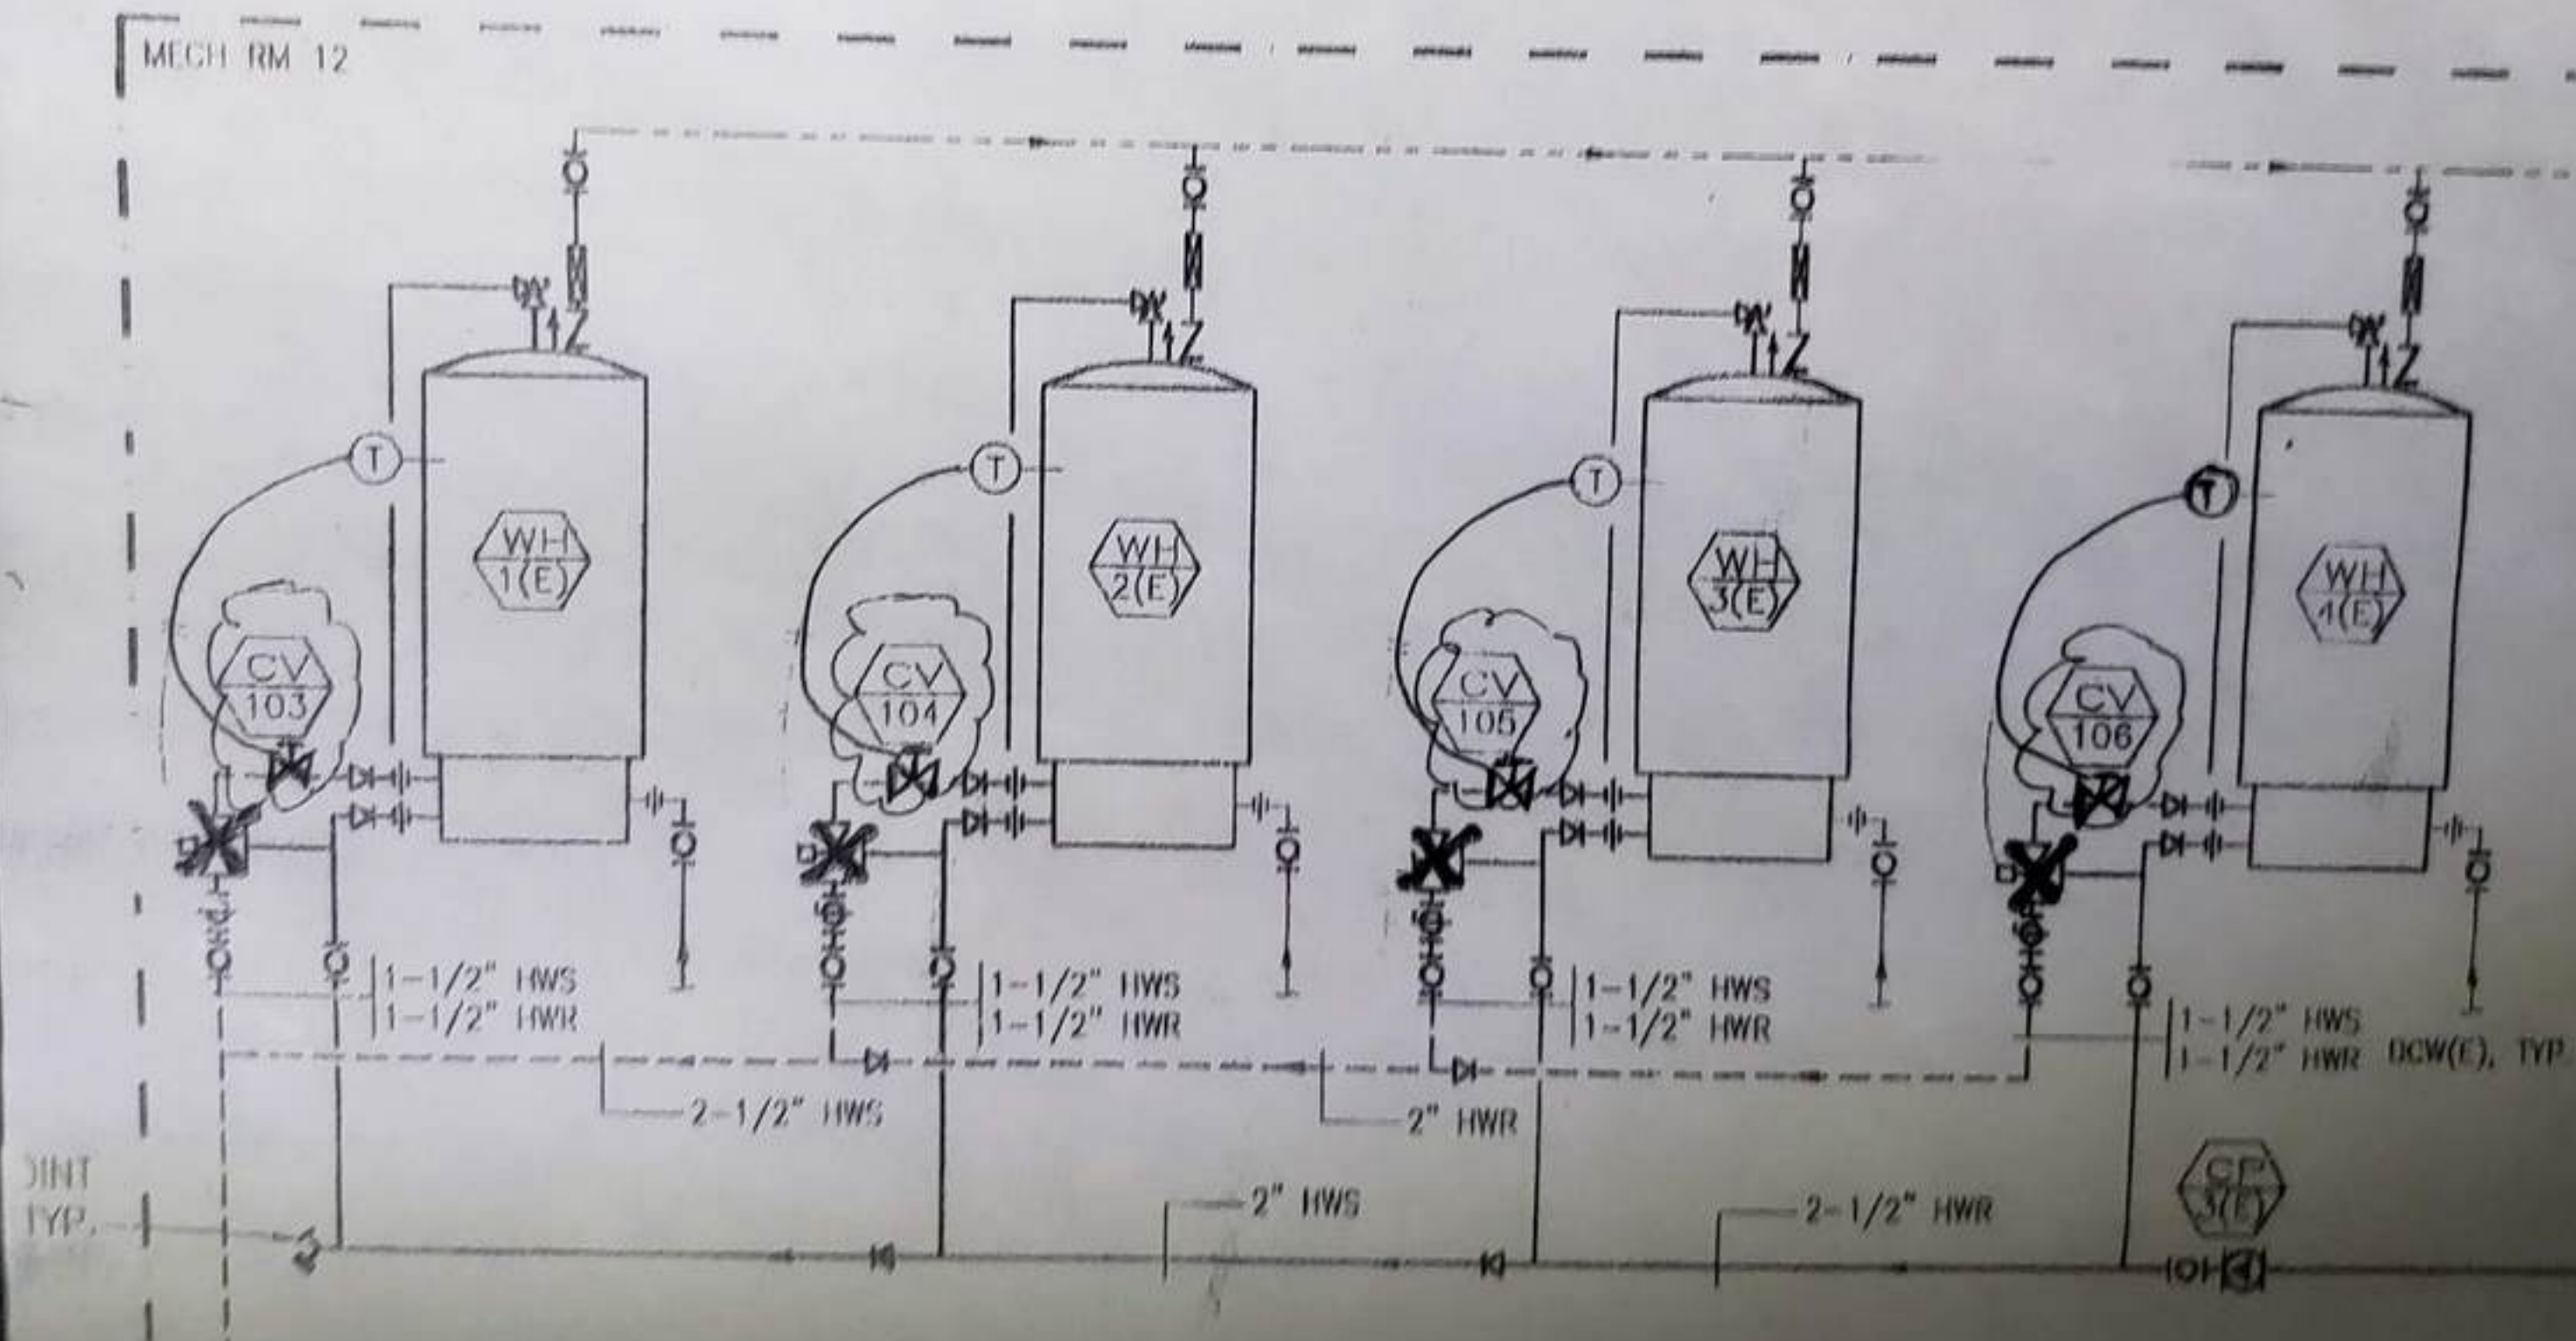 MECH RM 12
T
T
T
T
WH
1(E)
WH
2(E)
WH
3(E)
WH
4(E)
CV
103
CV
104
CV
105
CV
106
1-1/2" HWS
1-1/2" HWR
1-1/2" HWS
1-1/2" HWR
1-1/2" HWS
1-1/2" HWR
1-1/2" HWS
1-1/2" HWR
DCW(E), TYP
2-1/2" HWS
2" HWR
OINT
TYP.
2" HWS
2-1/2" HWR
CP
3(E)